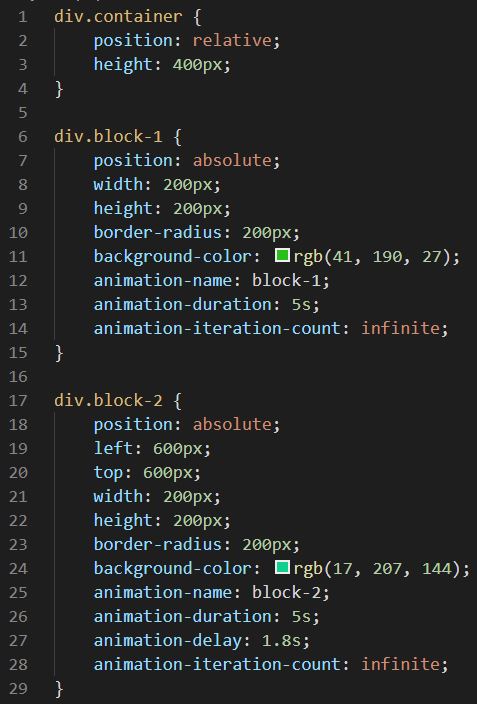 1 div.container {
2     position: relative;
3     height: 400px;
4 }
5
6 div.block-1 {
7     position: absolute;
8     width: 200px;
9     height: 200px;
10     border-radius: 200px;
11     background-color: rgb(41, 190, 27);
12     animation-name: block-1;
13     animation-duration: 5s;
14     animation-iteration-count: infinite;
15 }
16
17 div.block-2 {
18     position: absolute;
19     left: 600px;
20     top: 600px;
21     width: 200px;
22     height: 200px;
23     border-radius: 200px;
24     background-color: rgb(17, 207, 144);
25     animation-name: block-2;
26     animation-duration: 5s;
27     animation-delay: 1.8s;
28     animation-iteration-count: infinite;
29 }